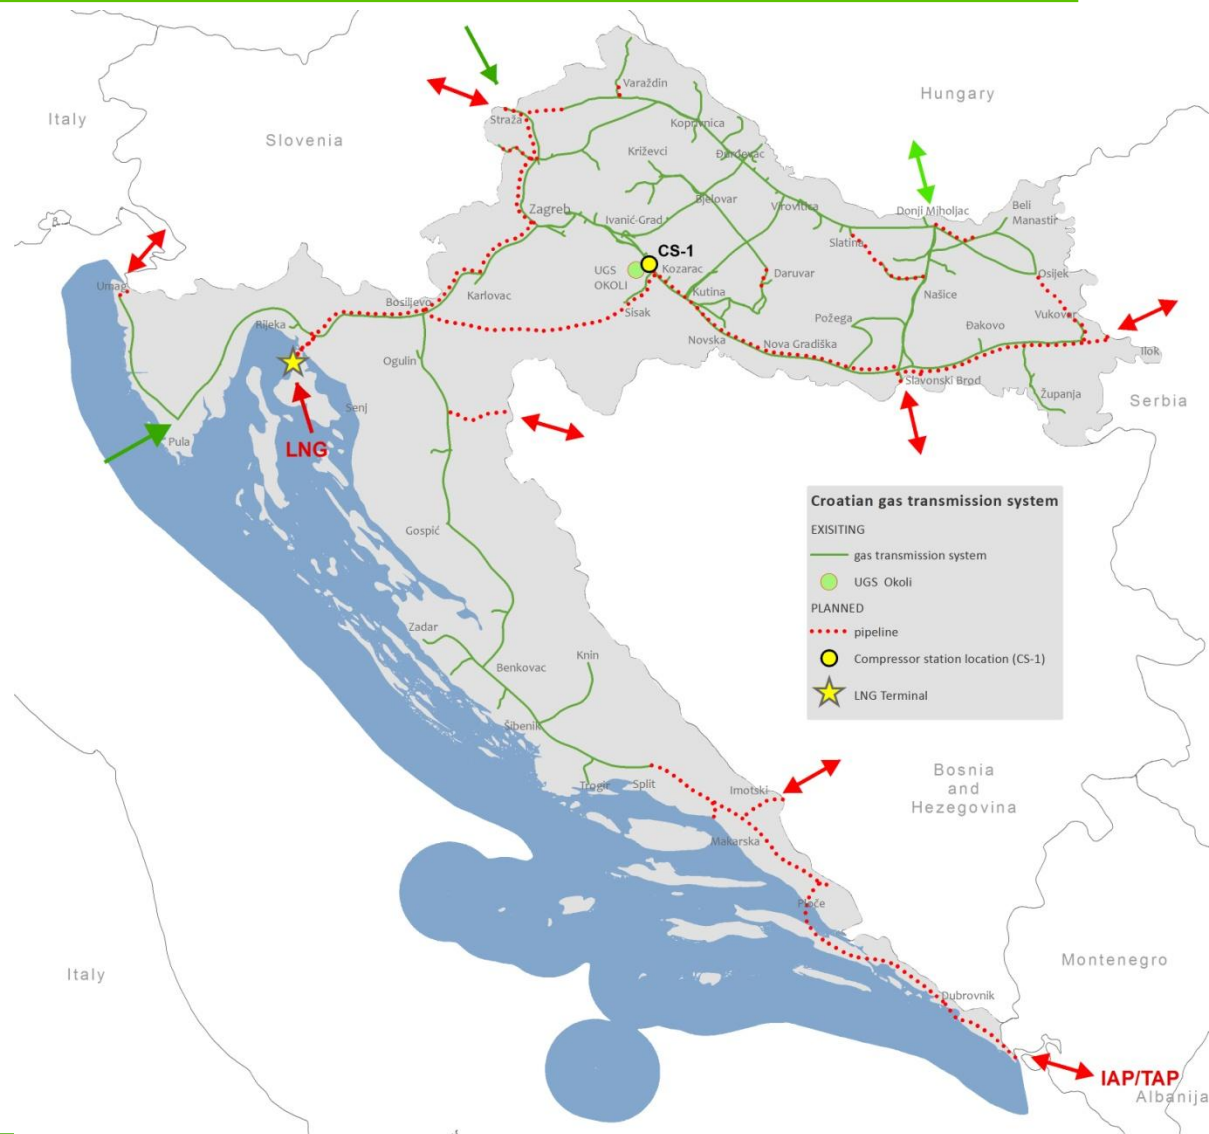 Varaždin
Hungary
Italy
Straža
Koprivnica
Slovenia
Križevci
Đurđevac
Zagreb
Bjelovar
Virovitica
Donji Miholjac
Beli
Manastir
Ivanić-Grad
Slatina
CS-1
UGS
OKOLI
Kozarac
Daruvar
Osijek
Umag
Karlovac
Bosiljevo
Kutina
Našice
Sisak
Požega
Vukovar
Rijeka
Đakovo
Novska
Nova Gradiška
Ilok
Ogulin
Slavonski Brod
Županja
Serbia
Senj
Pula
LNG
Croatian gas transmission system
EXISITING
gas transmission system
UGS Okoli
PLANNED
pipeline
Compressor station location (CS-1)
LNG Terminal
Gospić
Zadar
Benkovac
Knin
Šibenik
Trogir
Split
Imotski
Bosnia
and
Hezegovina
Makarska
Ploče
Italy
Montenegro
Dubrovnik
IAP/TAP
Albanija